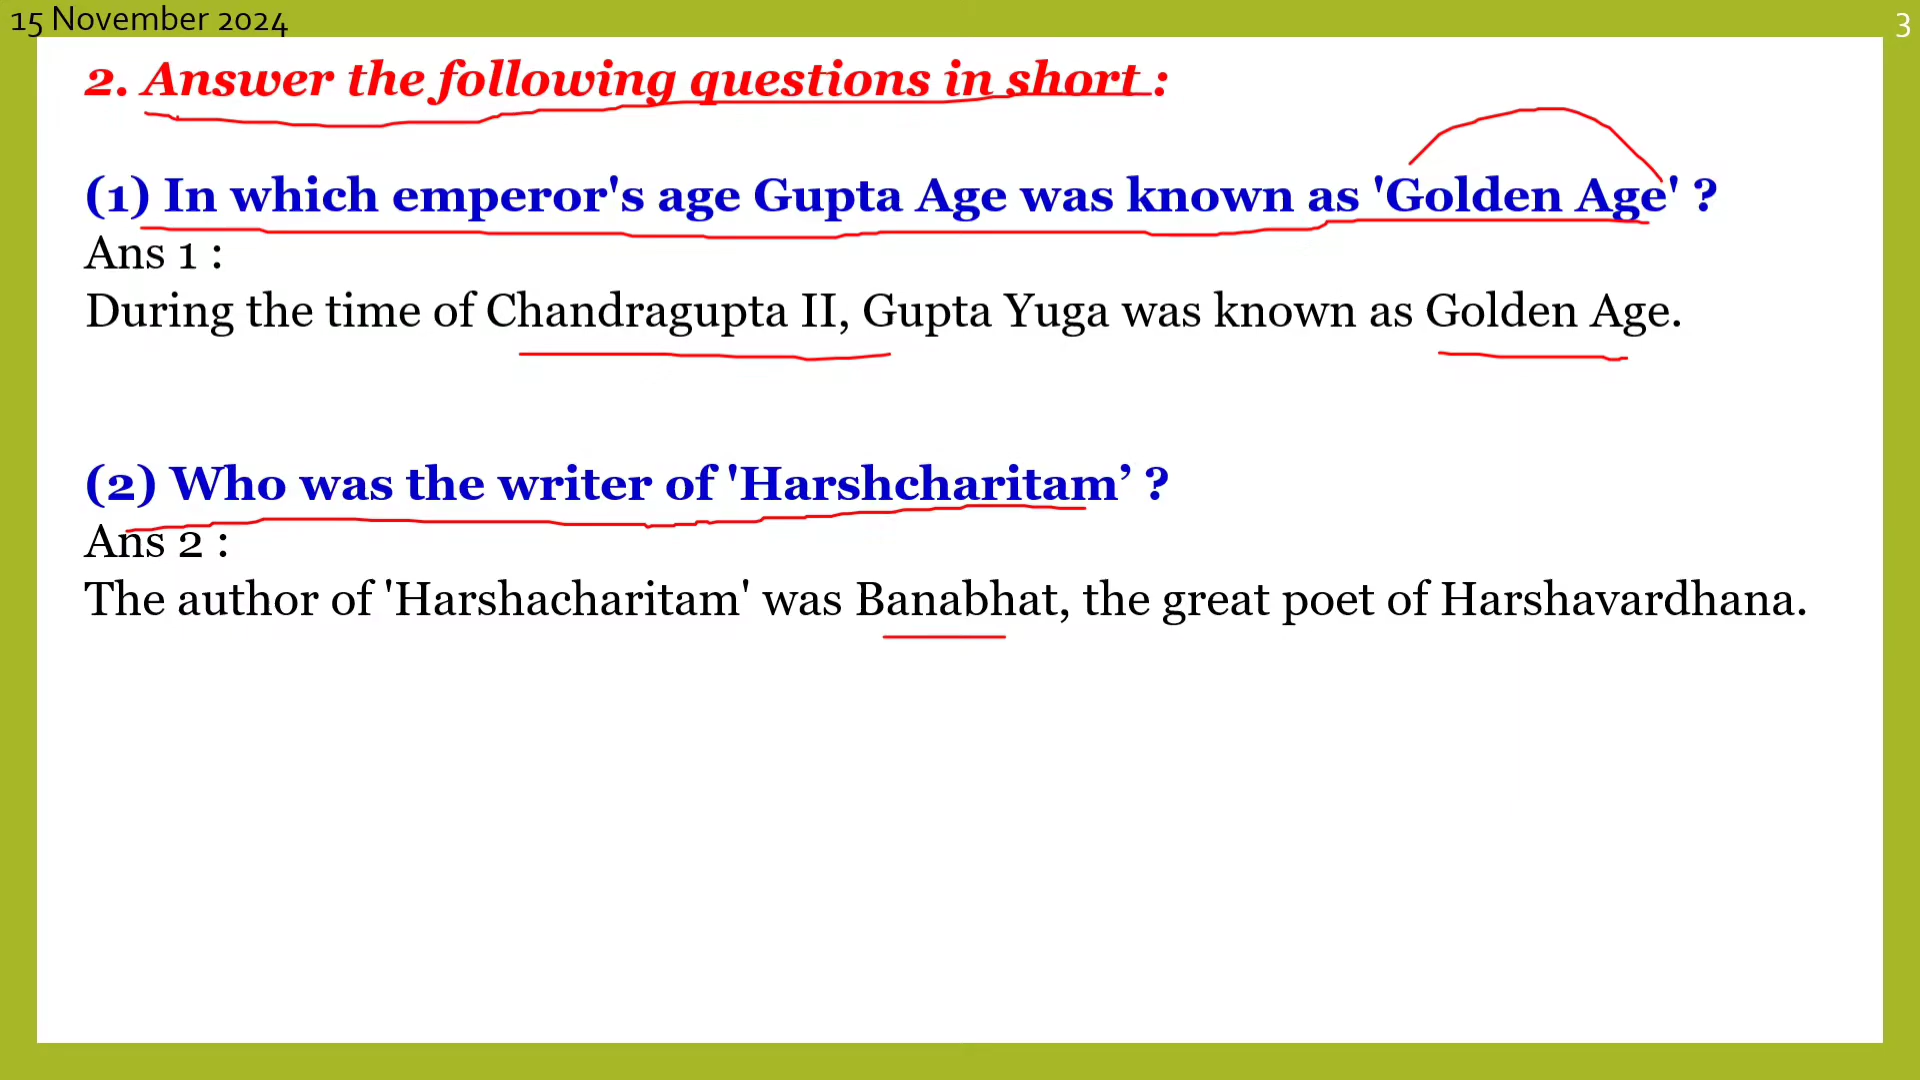 15 November 2024
3
2. Answer the following questions in short :
(1) In which emperor's age Gupta Age was known as 'Golden Age' ?
Ans 1 :
During the time of Chandragupta II, Gupta Yuga was known as Golden Age.
(2) Who was the writer of 'Harshcharitam’ ?
Ans 2 :
The author of 'Harshacharitam' was Banabhat, the great poet of Harshavardhana.